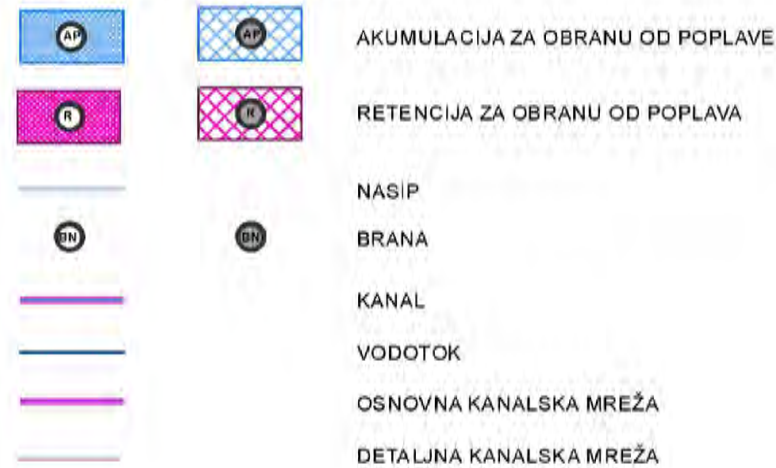 AP AP AKUMULACIJA ZA OBRANU OD POPLAVE
R R RETENCIJA ZA OBRANU OD POPLAVA
NASIP
BN BN BRANA
KANAL
VODOTOK
OSNOVNA KANALSKA MREŽA
DETALJNA KANALSKA MREŽA